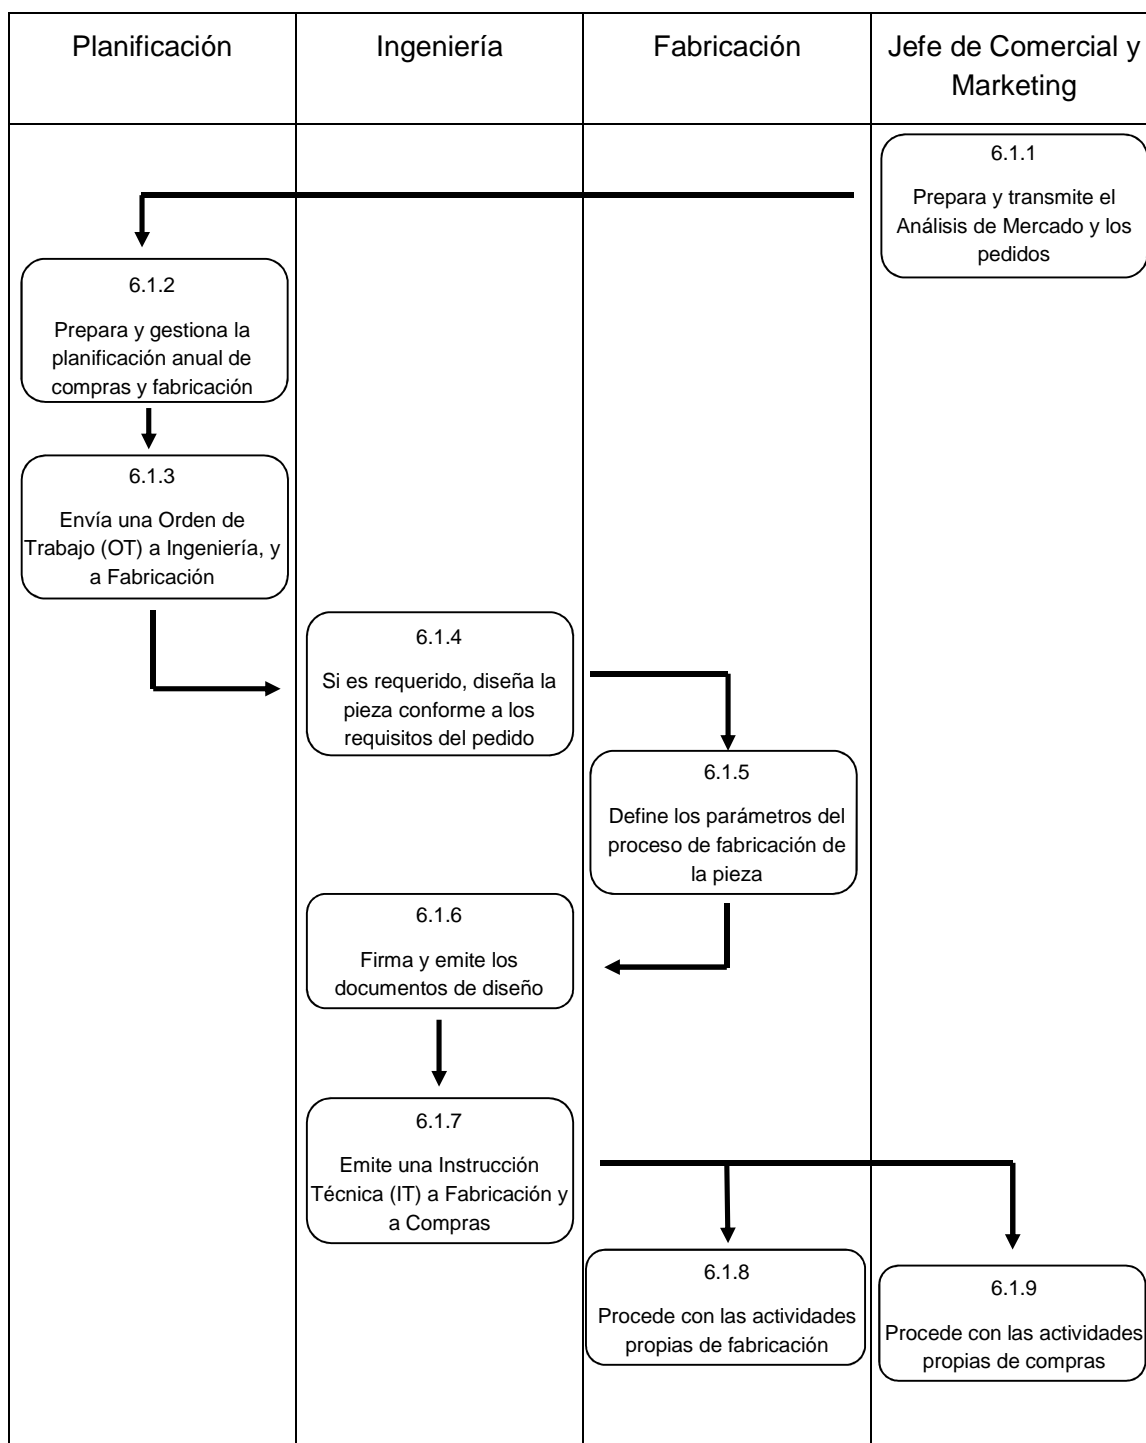 Planificación
Ingeniería
Fabricación
Jefe de Comercial y
Marketing
6.1.1
Prepara y transmite el
Análisis de Mercado y los
pedidos
6.1.2
Prepara y gestiona la
planificación anual de
compras y fabricación
6.1.3
Envía una Orden de
Trabajo (OT) a Ingeniería, y
a Fabricación
6.1.4
Si es requerido, diseña la
pieza conforme a los
requisitos del pedido
6.1.5
Define los parámetros del
proceso de fabricación de
la pieza
6.1.6
Firma y emite los
documentos de diseño
6.1.7
Emite una Instrucción
Técnica (IT) a Fabricación y
a Compras
6.1.8
Procede con las actividades
propias de fabricación
6.1.9
Procede con las actividades
propias de compras